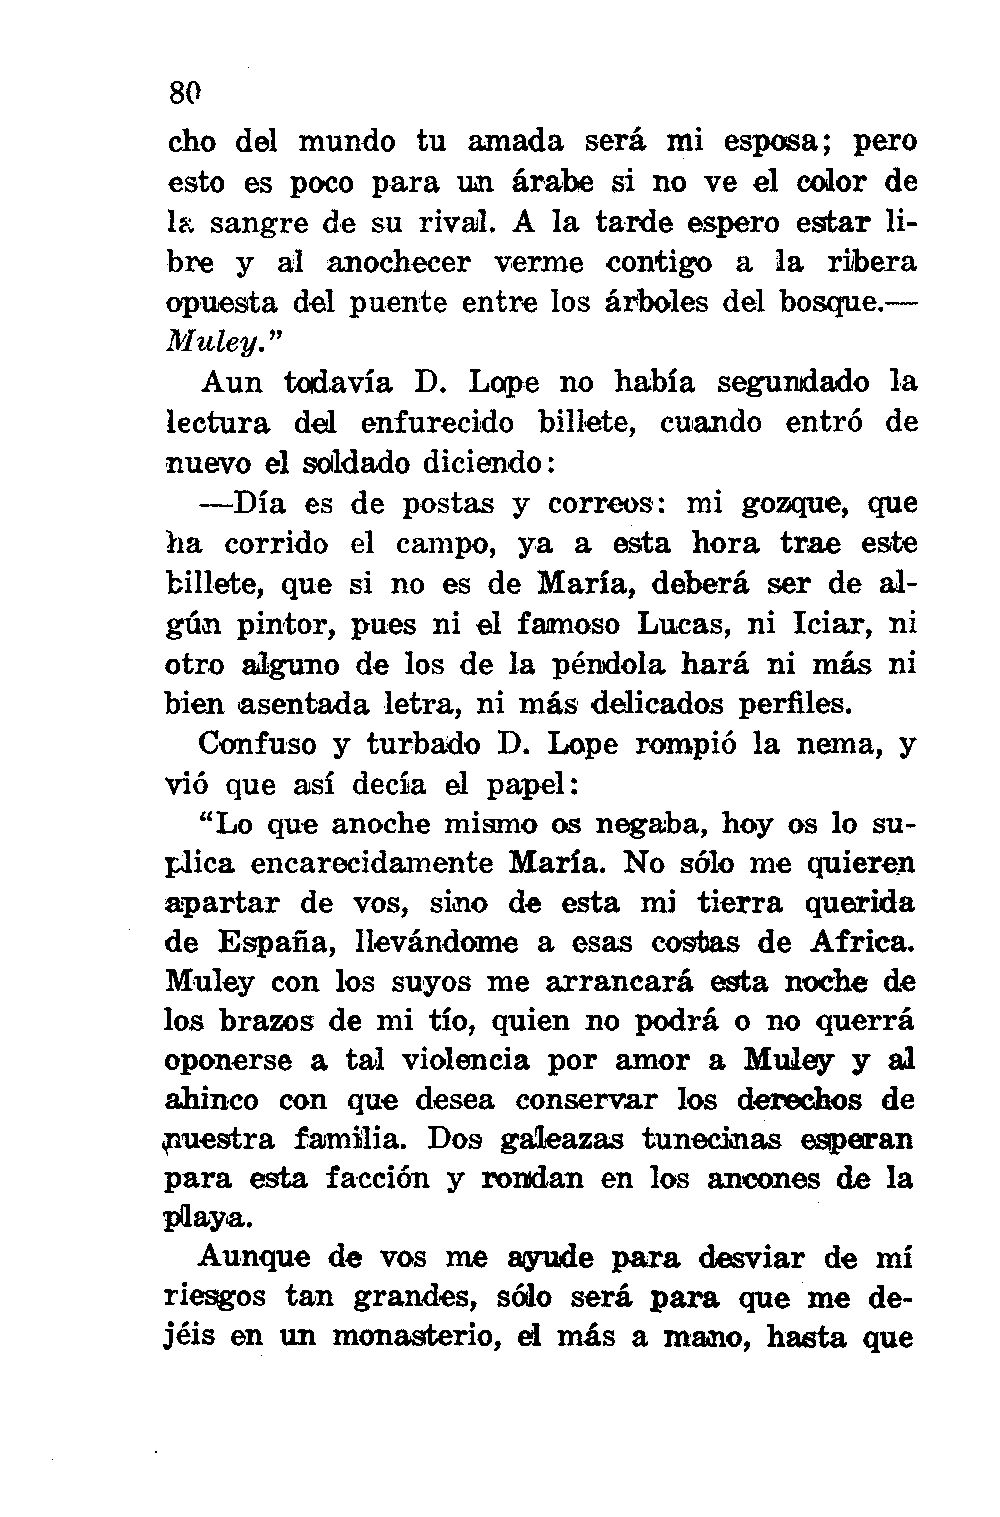 80
cho del mundo tu amada será mi esposa; pero
esto es poco para un árabe si no ve el color de
la sangre de su rival. A la tarde espero estar li-
bre y al anochecer verme contigo a la ribera
opuesta del puente entre los árboles del bosque.—
Muley."
Aun todavía D. Lope no había segundado la
lectura del enfurecido billete, cuando entró de
nuevo el soldado diciendo:
—Día es de postas y correos: mi gozque, que
ha corrido el campo, ya a esta hora trae este
billete, que si no es de María, deberá ser de al-
gún pintor, pues ni el famoso Lucas, ni Iciar, ni
otro alguno de los de la péndola hará ni más ni
bien asentada letra, ni más delicados perfiles.
Confuso y turbado D. Lope rompió la nema, y
vió que así decía el papel:
"Lo que anoche mismo os negaba, hoy os lo su-
plica encarecidamente María. No sólo me quieren
apartar de vos, sino de esta mi tierra querida
de España, llevándome a esas costas de Africa.
Muley con los suyos me arrancará esta noche de
los brazos de mi tío, quien no podrá o no querrá
oponerse a tal violencia por amor a Muley y al
ahinco con que desea conservar los derechos de
nuestra familia. Dos galeazas tunecinas esperan
para esta facción y rondan en los ancones de la
playa.
Aunque de vos me ayude para desviar de mí
riesgos tan grandes, sólo será para que me de-
jéis en un monasterio, el más a mano, hasta que